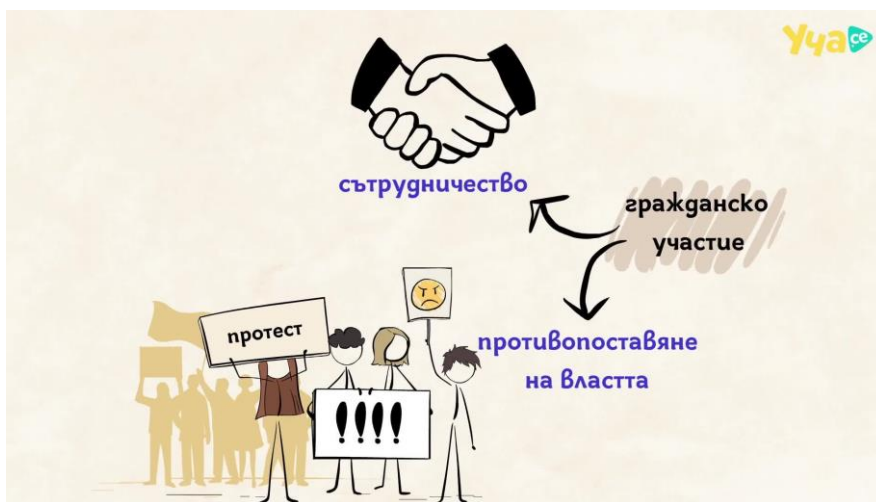 Уча се
сътрудничество
гражданско
участие
протест
противопоставяне
на властта
!!!!